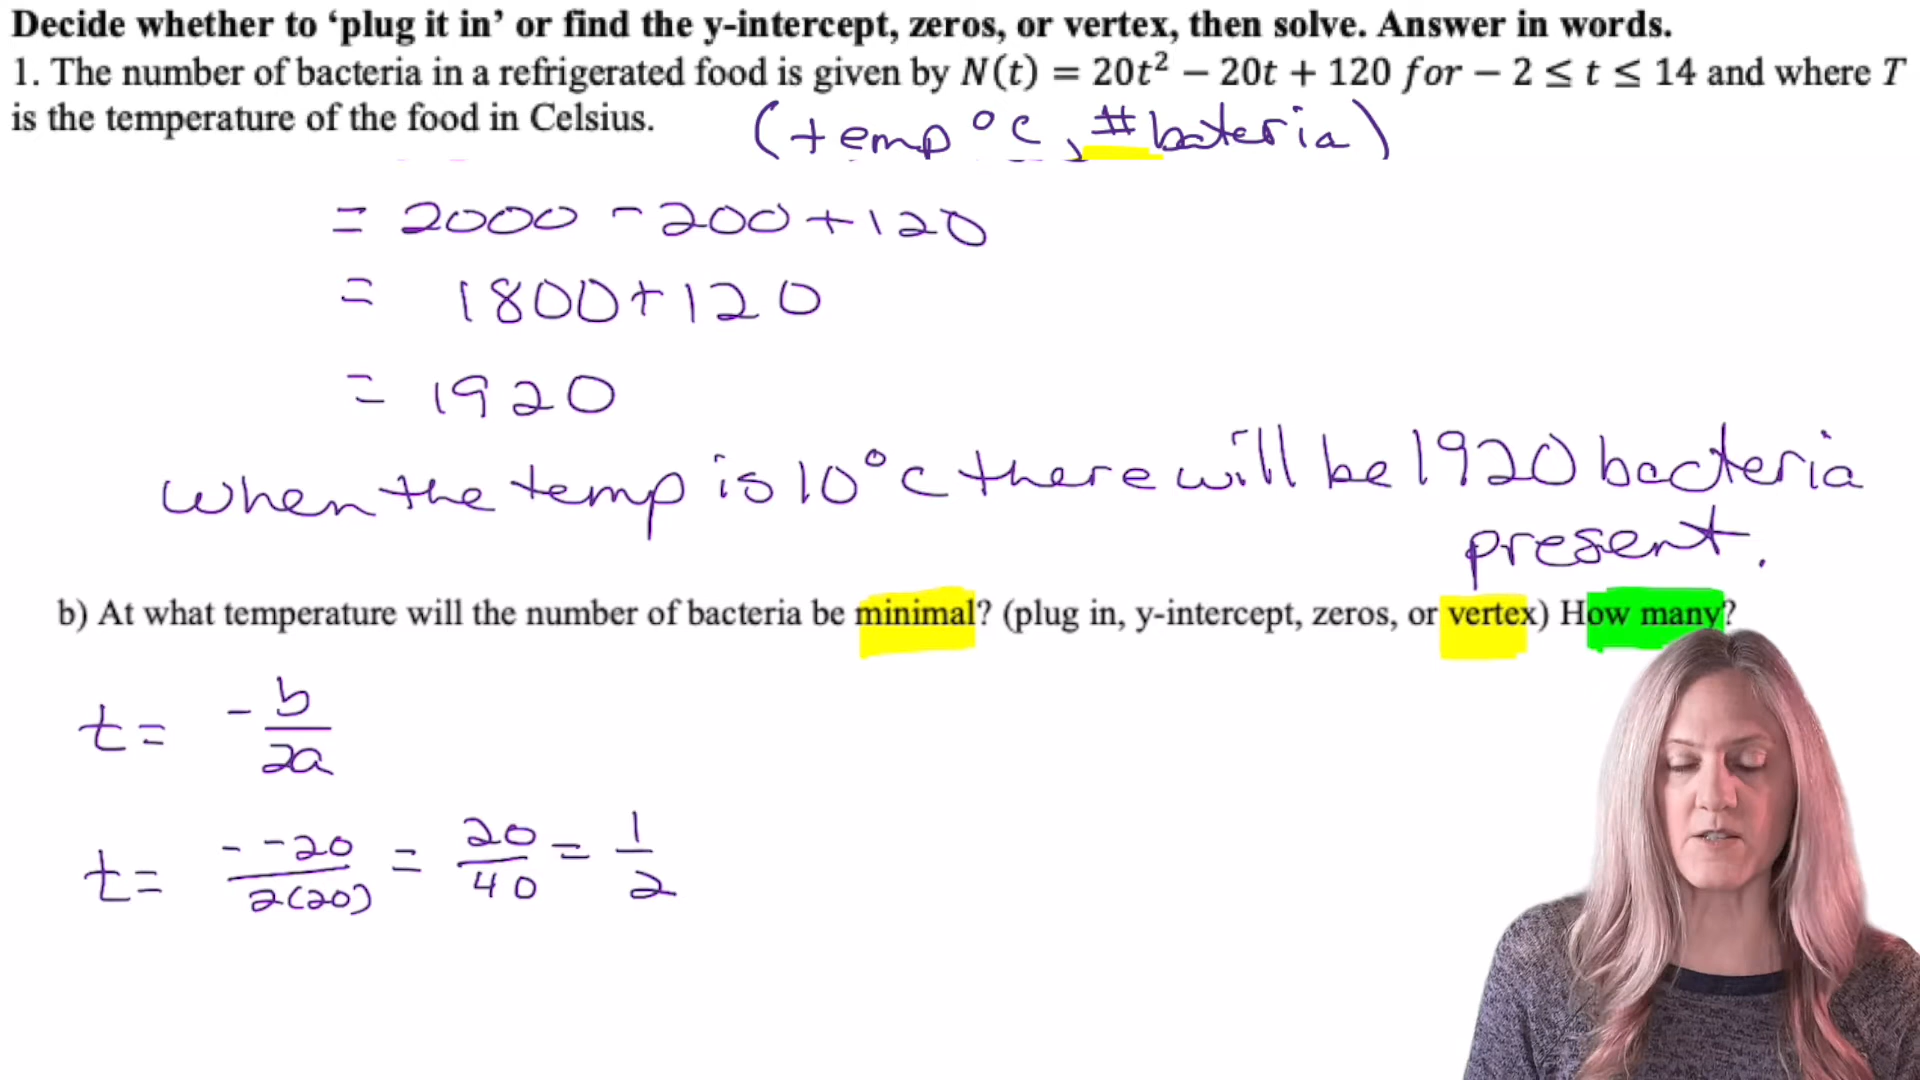 Decide whether to ‘plug it in’ or find the y-intercept, zeros, or vertex, then solve. Answer in words.
1. The number of bacteria in a refrigerated food is given by N(t) = 20t² − 20t + 120 for − 2 ≤ t ≤ 14 and where T
is the temperature of the food in Celsius.
(temp °C, # bateria)
= 2000 - 200 + 120
= 1800 + 120
= 1920
when the temp is 10°C there will be 1920 bacteria
present.
b) At what temperature will the number of bacteria be minimal? (plug in, y-intercept, zeros, or vertex) How many?
t = - b/2a
t = - -20/2(20) = 20/40 = 1/2